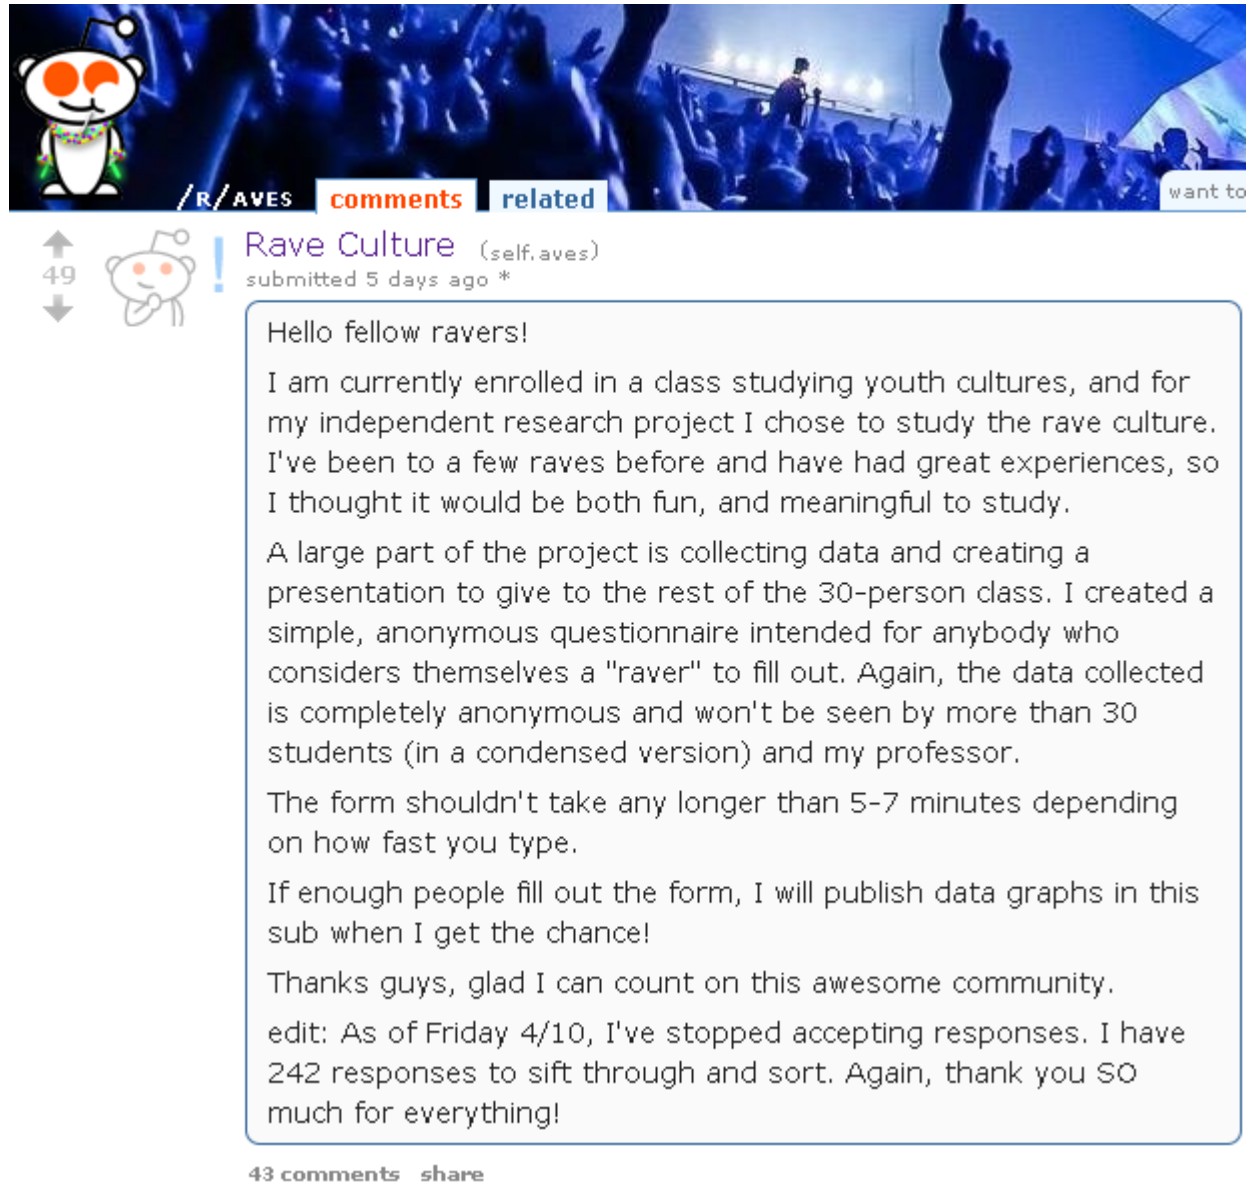 /R/AVES comments related
want to
Rave Culture (self.aves)
49
submitted 5 days ago *
Hello fellow ravers!
I am currently enrolled in a class studying youth cultures, and for
my independent research project I chose to study the rave culture.
I've been to a few raves before and have had great experiences, so
I thought it would be both fun, and meaningful to study.
A large part of the project is collecting data and creating a
presentation to give to the rest of the 30-person class. I created a
simple, anonymous questionnaire intended for anybody who
considers themselves a "raver" to fill out. Again, the data collected
is completely anonymous and won't be seen by more than 30
students (in a condensed version) and my professor.
The form shouldn't take any longer than 5-7 minutes depending
on how fast you type.
If enough people fill out the form, I will publish data graphs in this
sub when I get the chance!
Thanks guys, glad I can count on this awesome community.
edit: As of Friday 4/10, I've stopped accepting responses. I have
242 responses to sift through and sort. Again, thank you SO
much for everything!
43 comments share